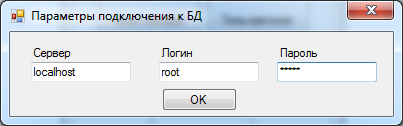 Параметры подключения к БД
Сервер Логин Пароль
localhost root *****
OK